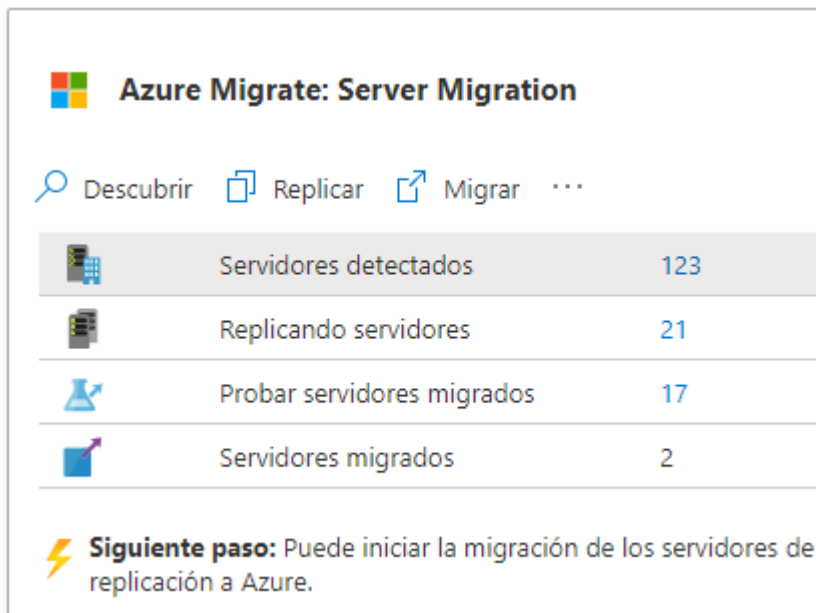 Azure Migrate: Server Migration
Descubrir Replicar Migrar ...
Servidores detectados 123
Replicando servidores 21
Probar servidores migrados 17
Servidores migrados 2
Siguiente paso: Puede iniciar la migración de los servidores de
replicación a Azure.